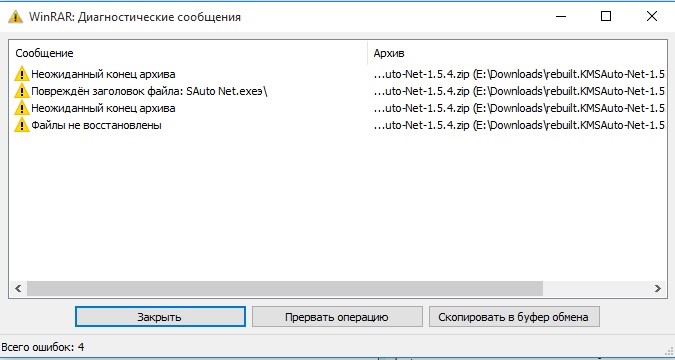 WinRAR: Диагностические сообщения
Сообщение Архив
Неожиданный конец архива ...uto-Net-1.5.4.zip (E:\Downloads\rebuilt.KMSAuto-Net-1.5
Повреждён заголовок файла: SAuto Net.exeэ\ ...uto-Net-1.5.4.zip (E:\Downloads\rebuilt.KMSAuto-Net-1.5
Неожиданный конец архива ...uto-Net-1.5.4.zip (E:\Downloads\rebuilt.KMSAuto-Net-1.5
Файлы не восстановлены ...uto-Net-1.5.4.zip (E:\Downloads\rebuilt.KMSAuto-Net-1.5
Закрыть Прервать операцию Скопировать в буфер обмена
Всего ошибок: 4